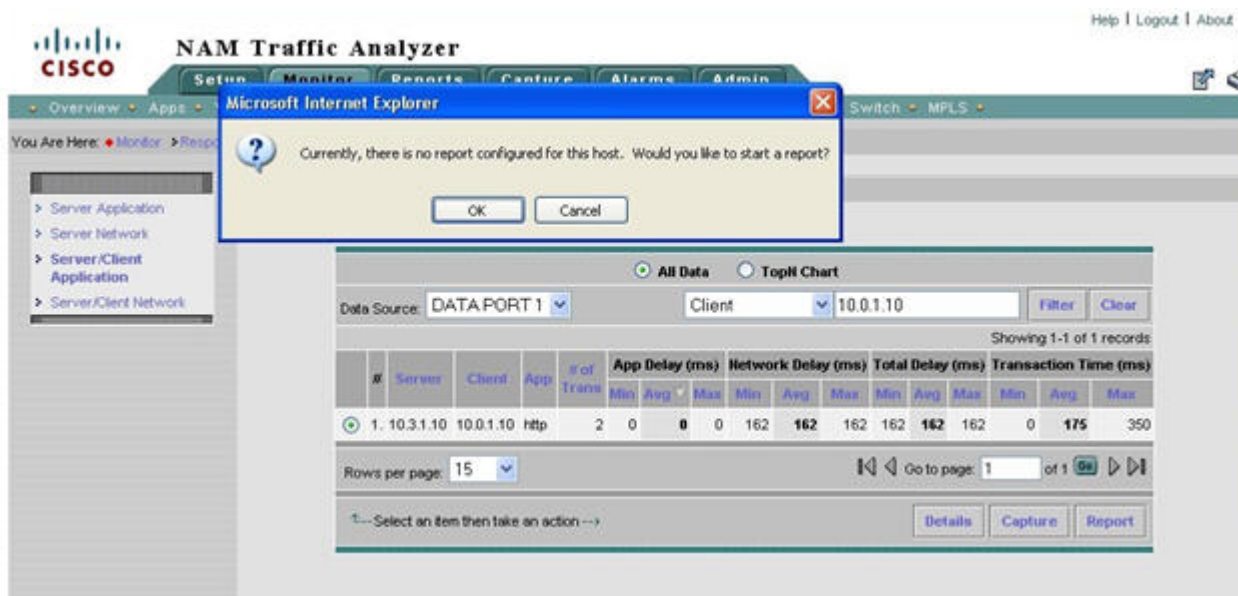 Help | Logout | About
CISCO
NAM Traffic Analyzer
Setup Monitor Reports Capture Alarms Admin
Overview Apps Switch MPLS
Microsoft Internet Explorer
Currently, there is no report configured for this host. Would you like to start a report?
OK Cancel
You Are Here: Monitor > Respo
> Server Application
> Server Network
> Server/Client
Application
> Server/Client Network
All Data TopN Chart
Data Source: DATA PORT 1 Client 10.0.1.10 Filter Clear
Showing 1-1 of 1 records
# Server Client App # of Trans App Delay (ms) Network Delay (ms) Total Delay (ms) Transaction Time (ms)
Min Avg Max Min Avg Max Min Avg Max Min Avg Max
1. 10.3.1.10 10.0.1.10 http 2 0 0 0 162 162 162 162 162 162 0 175 350
Rows per page: 15 Go to page: 1 of 1 Go
Select an item then take an action --> Details Capture Report